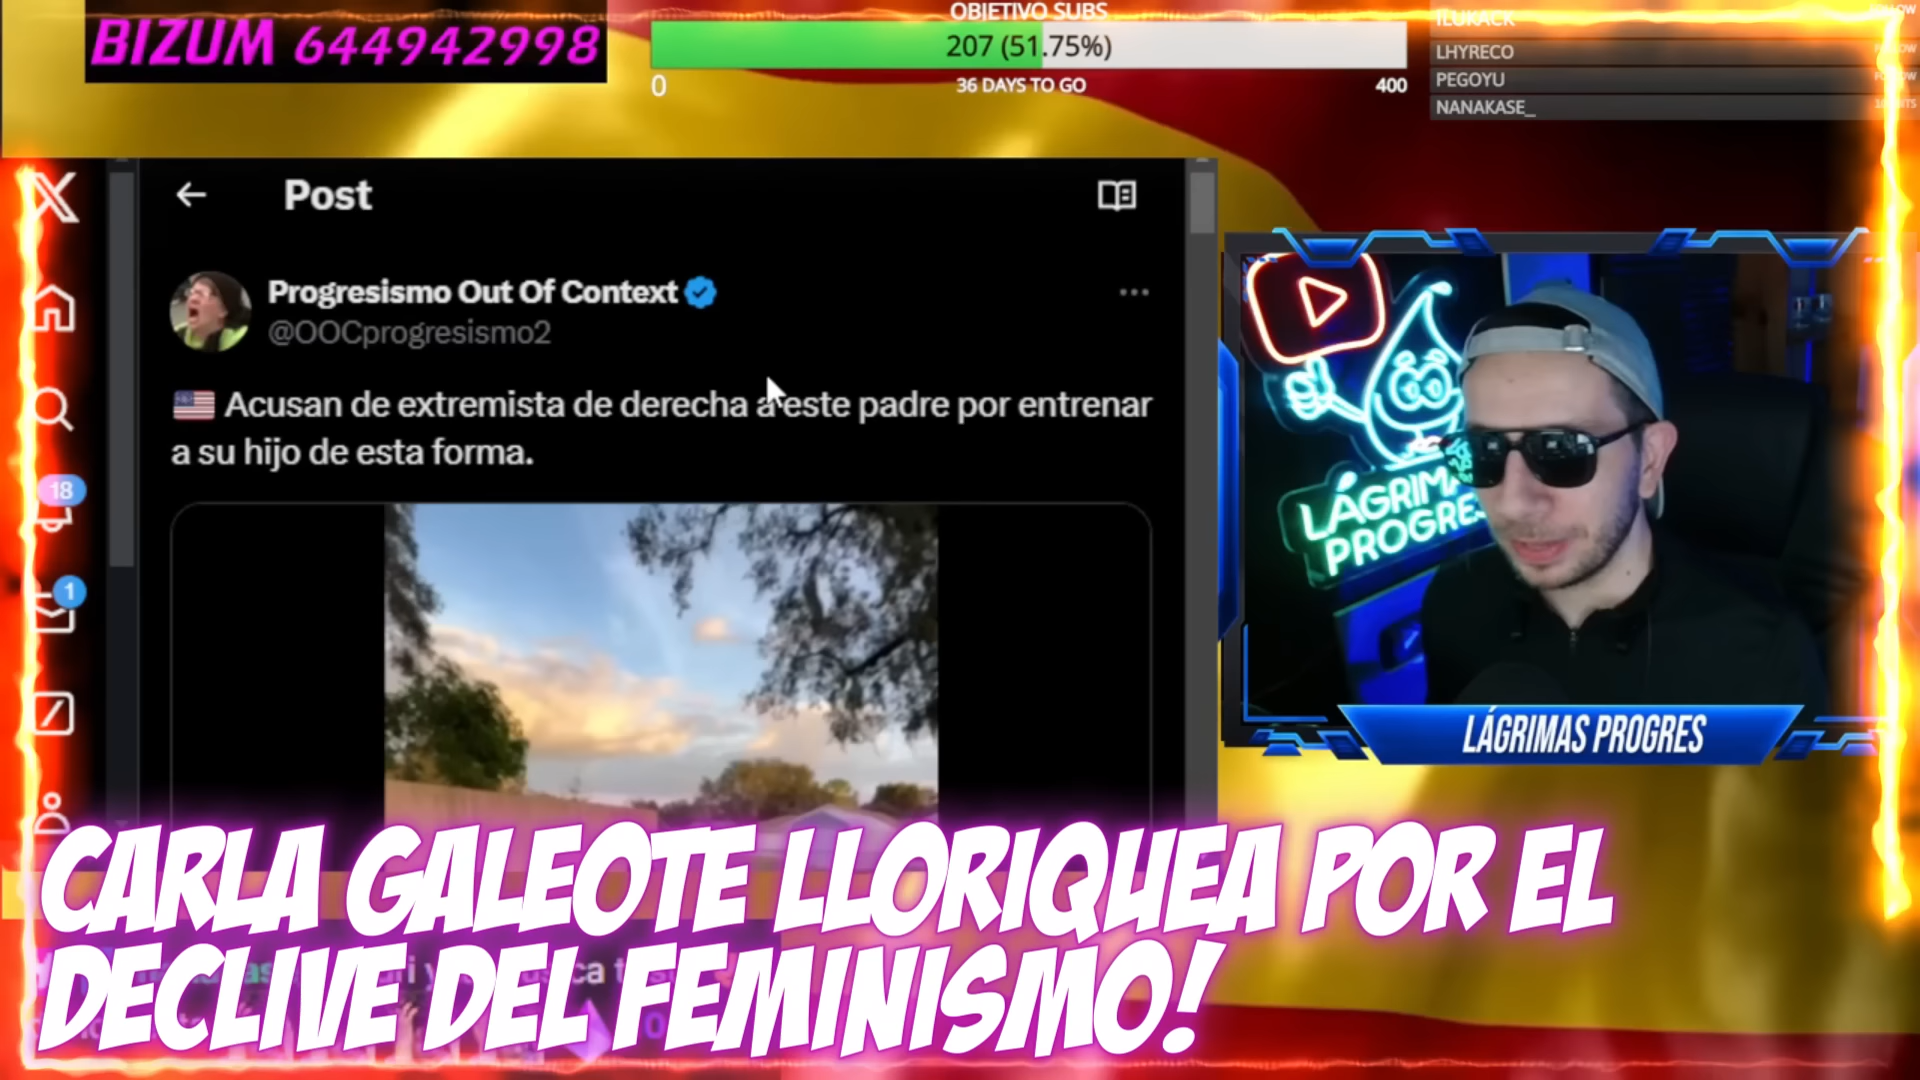 BIZUM 644942998
OBJETIVO SUBS
207 (51.75%)
0
36 DAYS TO GO
400
ILUKACK
LHYRECO
PEGOYU
NANAKASE_
Post
Progresismo Out Of Context
@OOCprogresismo2
Acusan de extremista de derecha a este padre por entrenar
a su hijo de esta forma.
18
1
LÁGRIMAS
PROGRES
LÁGRIMAS PROGRES
CARLA GALEOTE LLORIQUEA POR EL
DECLIVE DEL FEMINISMO!